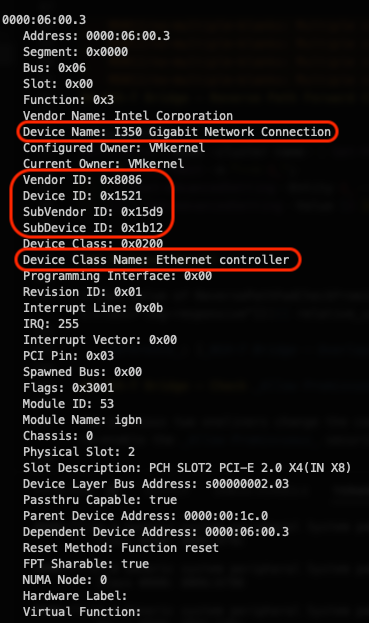 0000:06:00.3
Address: 0000:06:00.3
Segment: 0x0000
Bus: 0x06
Slot: 0x00
Function: 0x3
Vendor Name: Intel Corporation
Device Name: I350 Gigabit Network Connection
Configured Owner: VMkernel
Current Owner: VMkernel
Vendor ID: 0x8086
Device ID: 0x1521
SubVendor ID: 0x15d9
SubDevice ID: 0x1b12
Device Class: 0x0200
Device Class Name: Ethernet controller
Programming Interface: 0x00
Revision ID: 0x01
Interrupt Line: 0x0b
IRQ: 255
Interrupt Vector: 0x00
PCI Pin: 0x03
Spawned Bus: 0x00
Flags: 0x3001
Module ID: 53
Module Name: igbn
Chassis: 0
Physical Slot: 2
Slot Description: PCH SLOT2 PCI-E 2.0 X4(IN X8)
Device Layer Bus Address: s00000002.03
Passthru Capable: true
Parent Device Address: 0000:00:1c.0
Dependent Device Address: 0000:06:00.3
Reset Method: Function reset
FPT Sharable: true
NUMA Node: 0
Hardware Label:
Virtual Function: